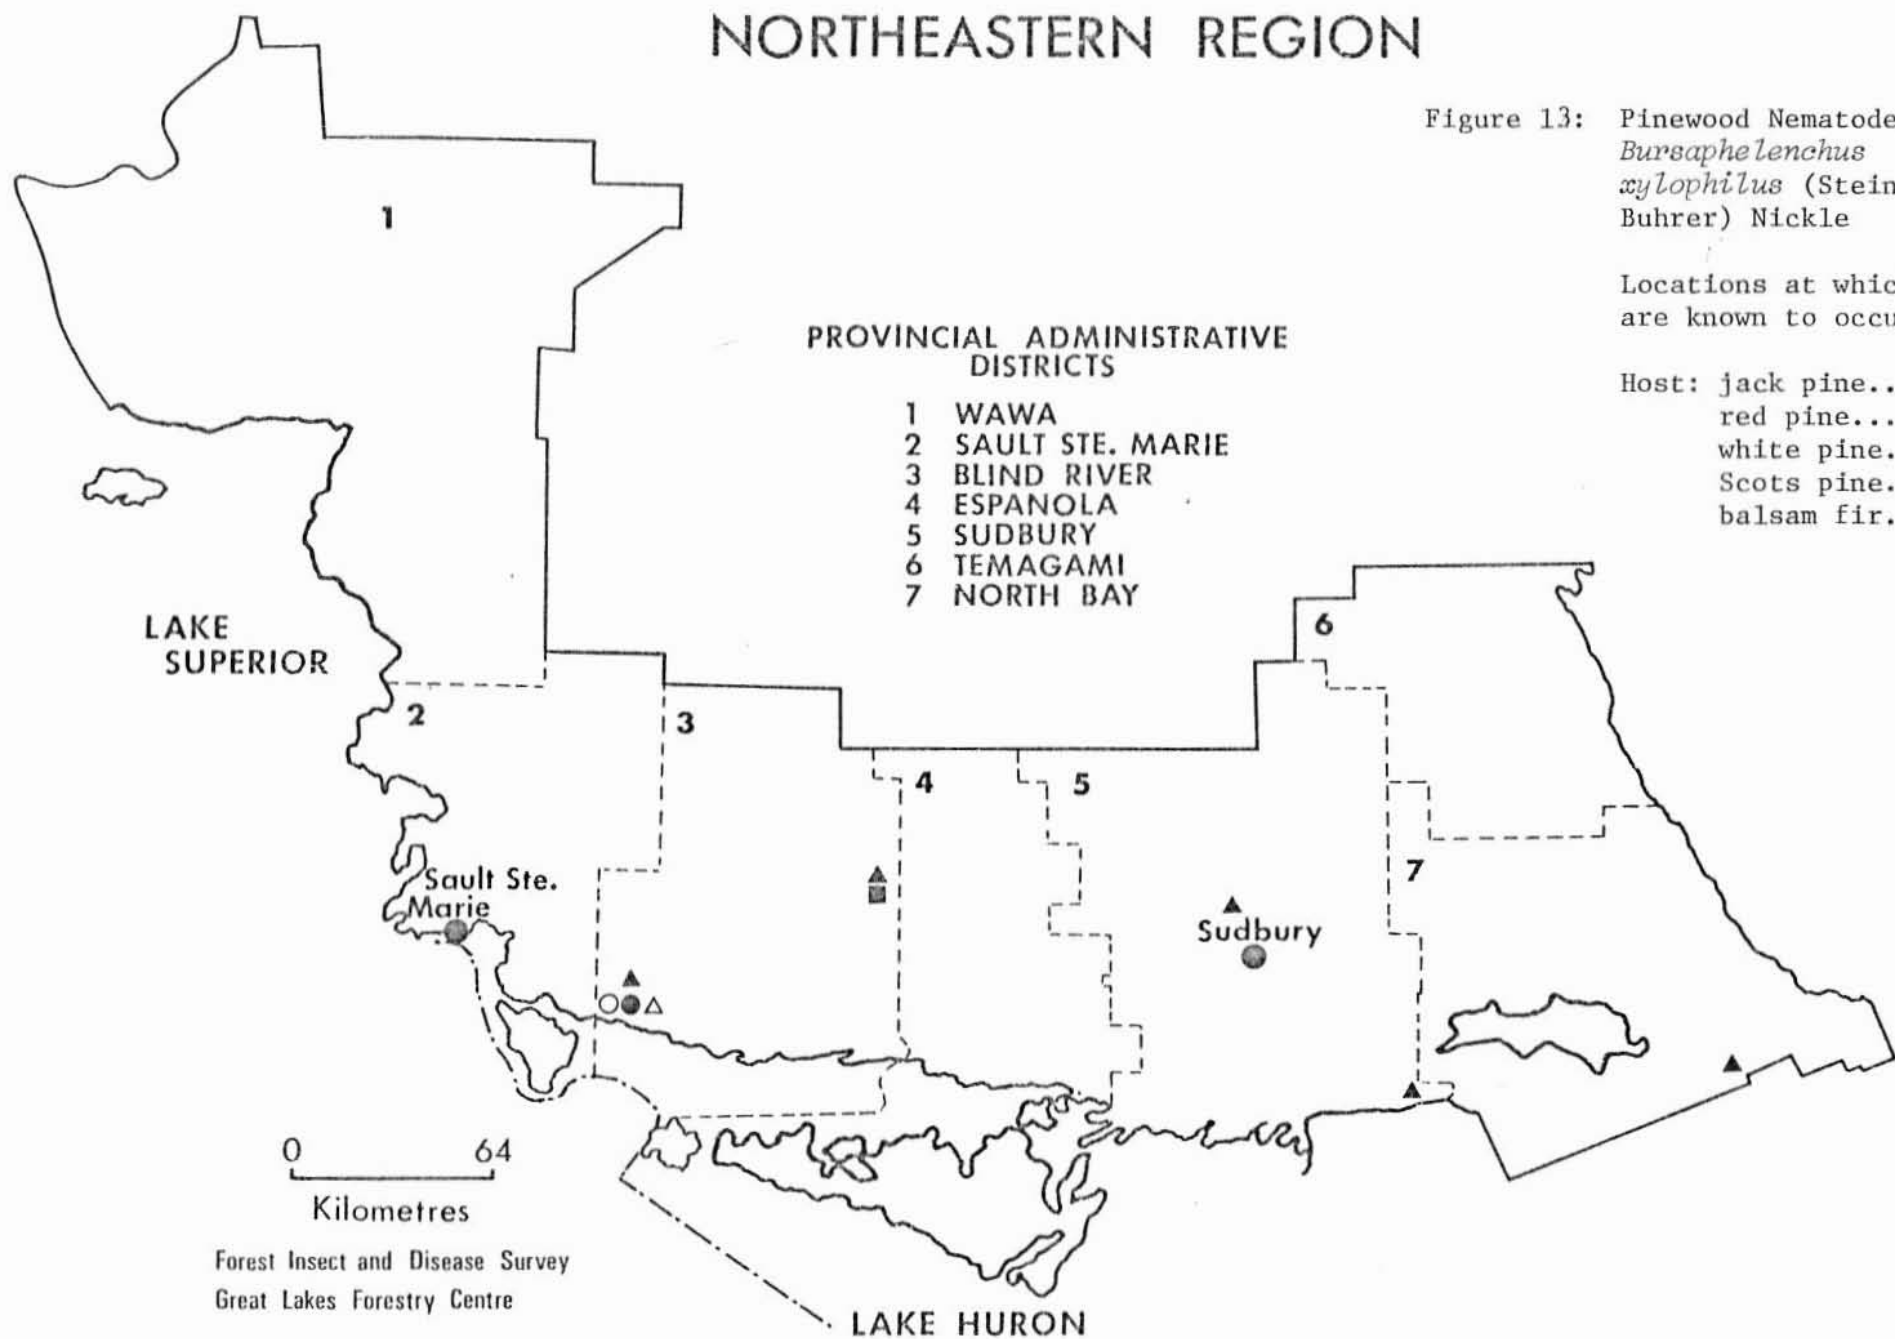 NORTHEASTERN REGION
Figure 13: Pinewood Nematode
Bursaphelenchus
xylophilus (Stein
Buhrer) Nickle
Locations at whic
are known to occu
Host: jack pine..
red pine...
white pine.
Scots pine.
balsam fir.
PROVINCIAL ADMINISTRATIVE
DISTRICTS
1 WAWA
2 SAULT STE. MARIE
3 BLIND RIVER
4 ESPANOLA
5 SUDBURY
6 TEMAGAMI
7 NORTH BAY
1
6
LAKE
SUPERIOR
2
3
4
5
7
Sault Ste.
Marie
Sudbury
0 64
Kilometres
Forest Insect and Disease Survey
Great Lakes Forestry Centre
LAKE HURON